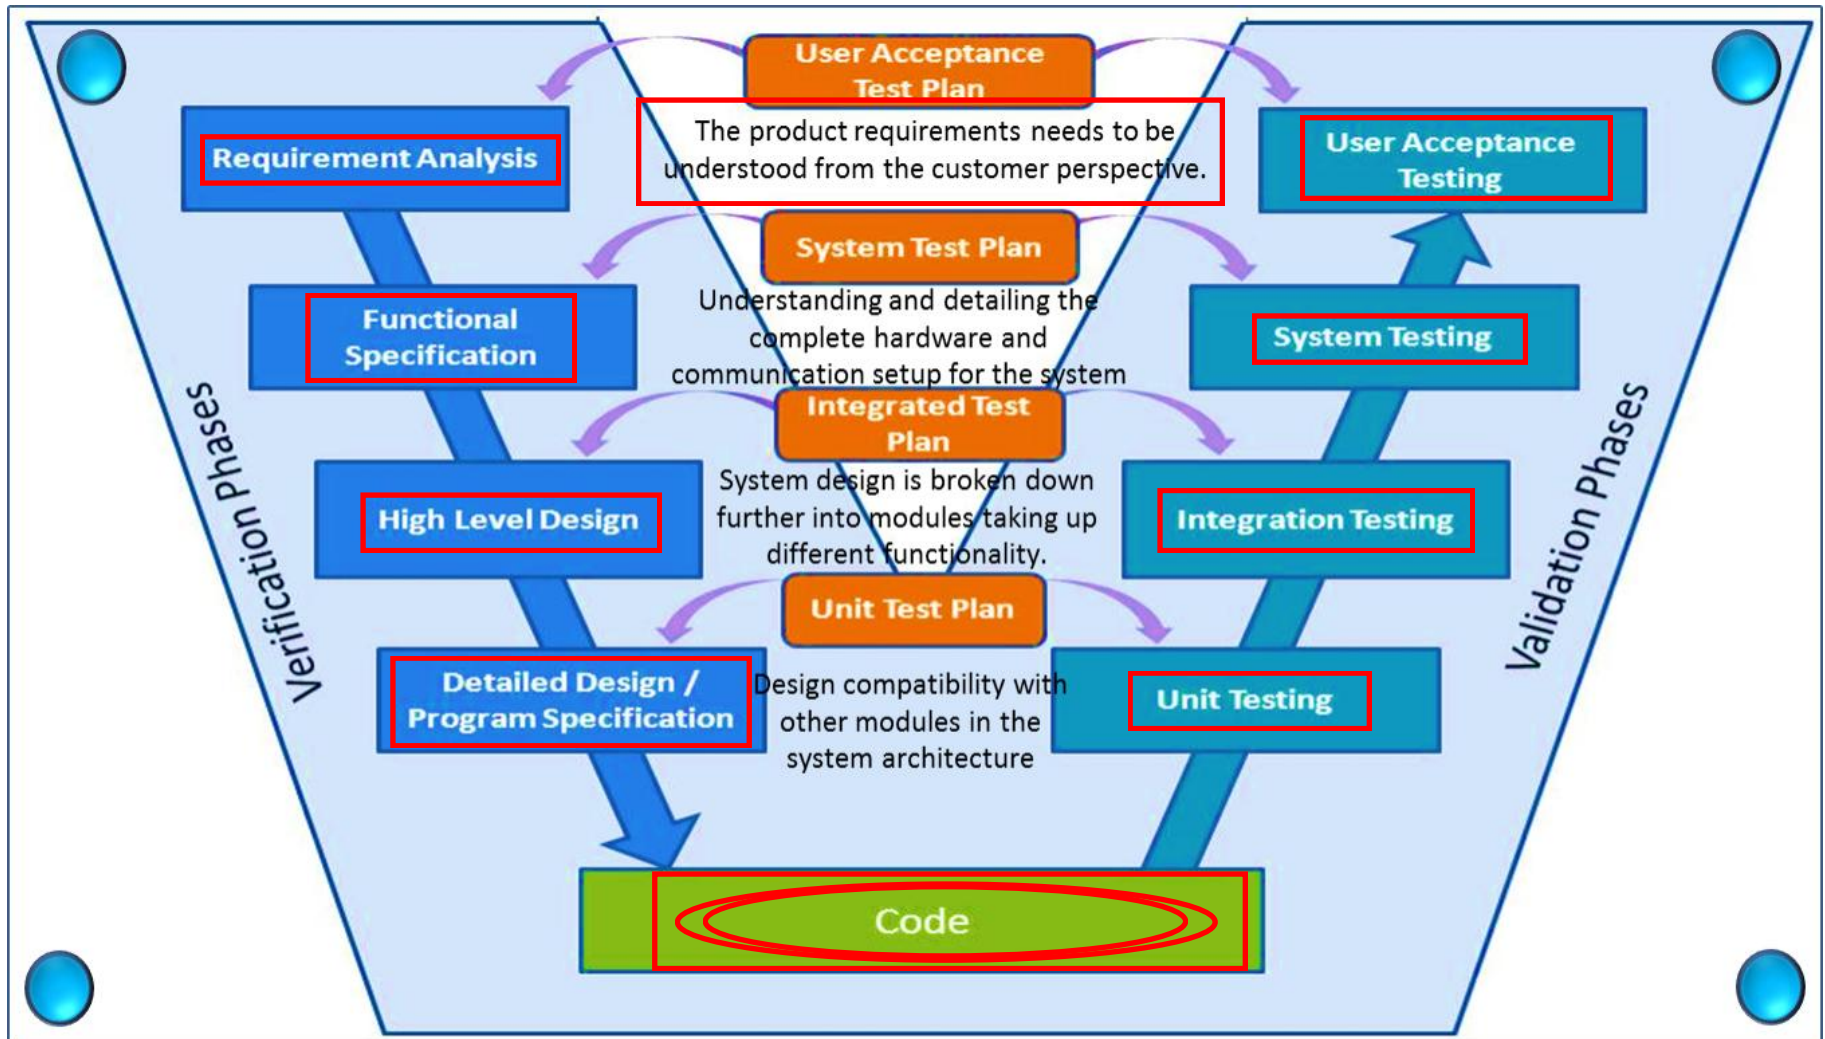 User Acceptance
Test Plan
The product requirements needs to be
understood from the customer perspective.
Requirement Analysis
User Acceptance
Testing
System Test Plan
Understanding and detailing the
complete hardware and
communication setup for the system
Functional
Specification
System Testing
Integrated Test
Plan
System design is broken down
further into modules taking up
different functionality.
High Level Design
Integration Testing
Verification Phases
Validation Phases
Unit Test Plan
Design compatibility with
other modules in the
system architecture
Detailed Design /
Program Specification
Unit Testing
Code